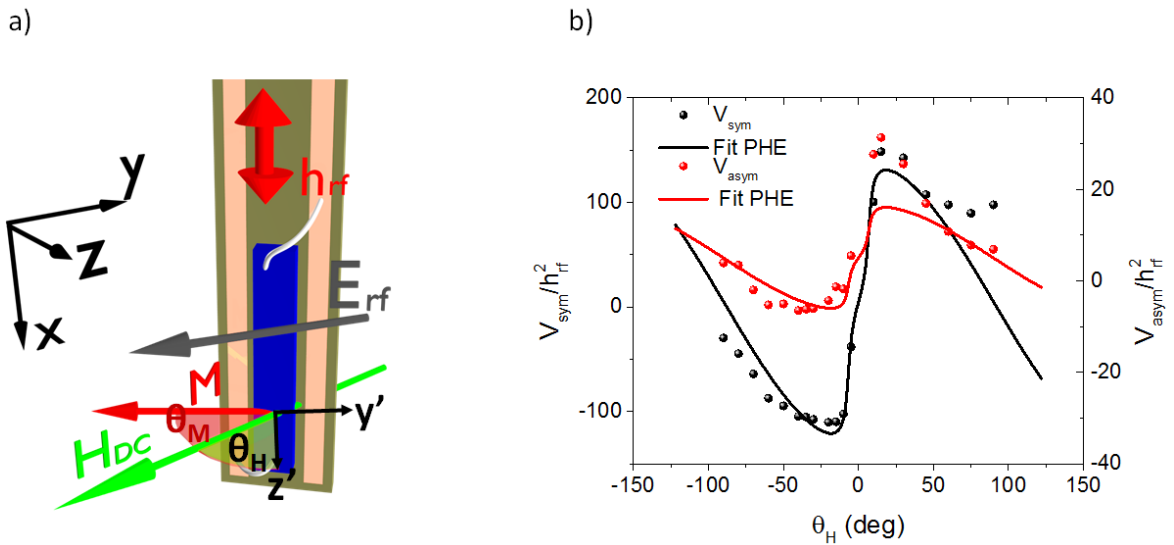 a)
b)
y
z
x
h_rf
E_rf
M
θ_M
H_DC
θ_H
y'
z'
200
100
0
-100
V_sym/h²_rf
V_sym
Fit PHE
V_asym
Fit PHE
40
20
0
-20
-40
V_asym/h²_rf
-150 -100 -50 0 50 100 150
θ_H (deg)